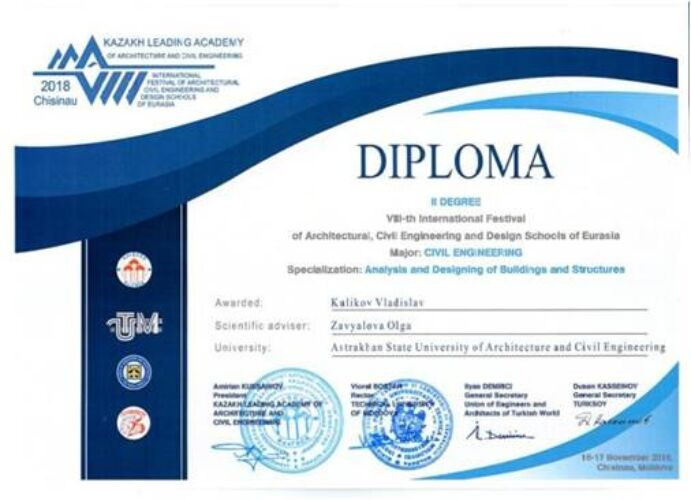 KAZAKH LEADING ACADEMY
OF ARCHITECTURE AND CIVIL ENGINEERING
2018
Chisinau
VIII
INTERNATIONAL
FESTIVAL OF ARCHITECTURAL,
CIVIL ENGINEERING AND
DESIGN SCHOOLS
OF EURASIA
DIPLOMA
II DEGREE
VIII-th International Festival
of Architectural, Civil Engineering and Design Schools of Eurasia
Major: CIVIL ENGINEERING
Specialization: Analysis and Designing of Buildings and Structures
Awarded: Kalikov Vladislav
Scientific adviser: Zavyalova Olga
University: Astrakhan State University of Architecture and Civil Engineering
UTM
Amirlan KUSSAINOV
President
KAZAKH LEADING ACADEMY OF
ARCHITECTURE AND
CIVIL ENGINEERING
Viorel BOSTAN
Rector
TECHNICAL UNIVERSITY
OF MOLDOVA
Ilyas DEMIRCI
General Secretary
Union of Engineers and
Architects of Turkish World
Dusen KASSEINOV
General Secretary
TURKSOY
16-17 November 2018,
Chisinau, Moldova